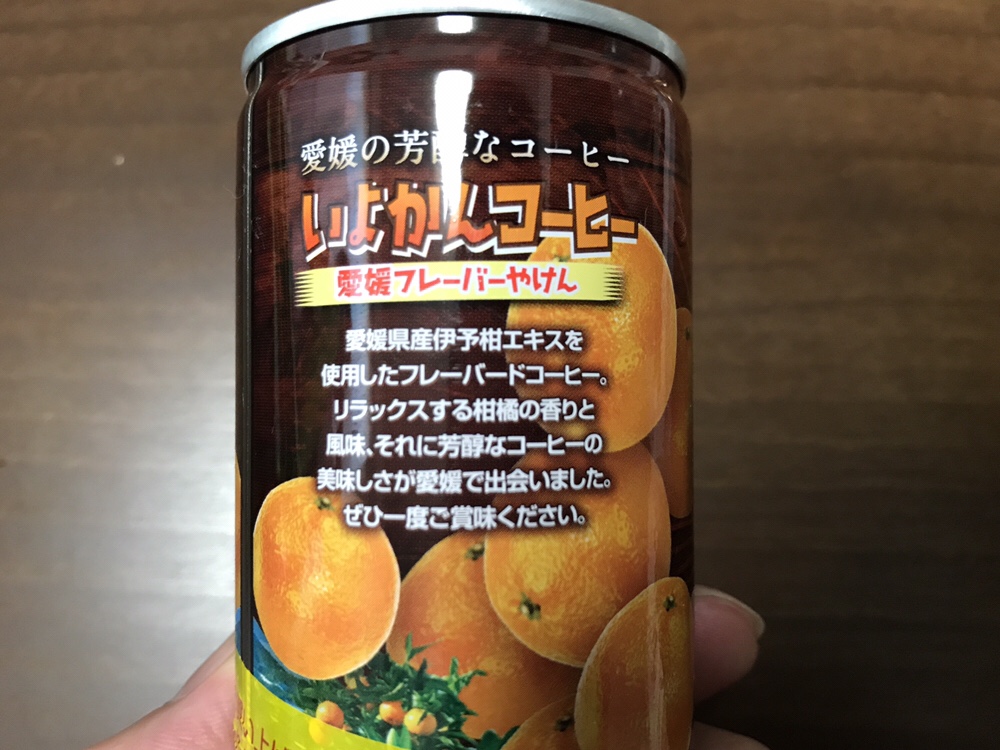 愛媛の芳醇なコーヒー
いよかんコーヒー
愛媛フレーバーやけん
愛媛県産伊予柑エキスを
使用したフレーバードコーヒー。
リラックスする柑橘の香りと
風味、それに芳醇なコーヒーの
美味しさが愛媛で出会いました。
ぜひ一度ご賞味ください。